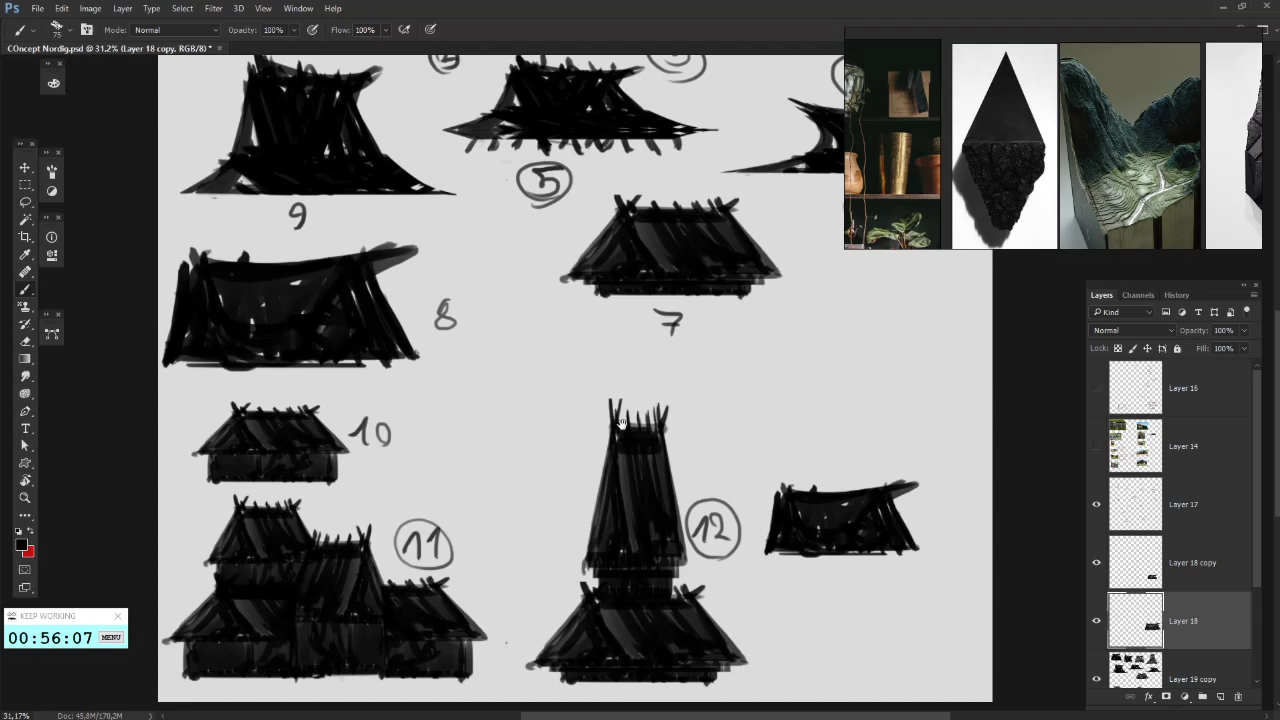 Ps File Edit Image Layer Type Select Filter 3D View Window Help
75 Mode: Normal Opacity: 100% Flow: 100%
COncept Nordig.psd @ 31,2% (Layer 18 copy, RGB/8) *
5
9
7
8
10
11
12
KEEP WORKING
00:56:07 MENU
Layers Channels History
Kind
Normal Opacity: 100%
Lock: Fill: 100%
Layer 16
Layer 14
Layer 17
Layer 18 copy
Layer 18
Layer 19 copy
31,17% Doc: 45,8M/170,2M